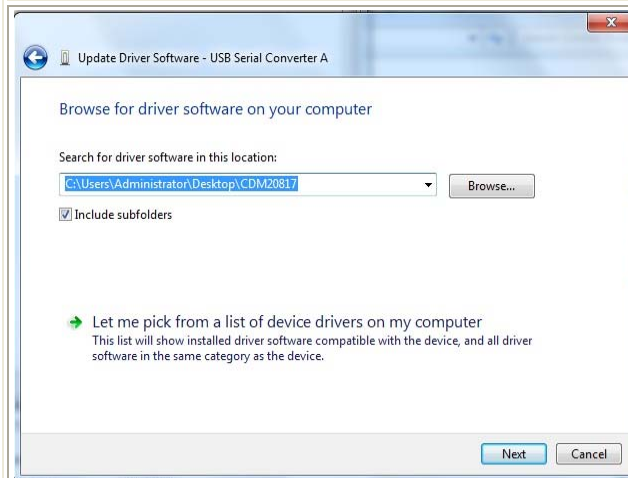 Update Driver Software - USB Serial Converter A
Browse for driver software on your computer
Search for driver software in this location:
C:\Users\Administrator\Desktop\CDM20817
Browse...
Include subfolders
Let me pick from a list of device drivers on my computer
This list will show installed driver software compatible with the device, and all driver
software in the same category as the device.
Next
Cancel